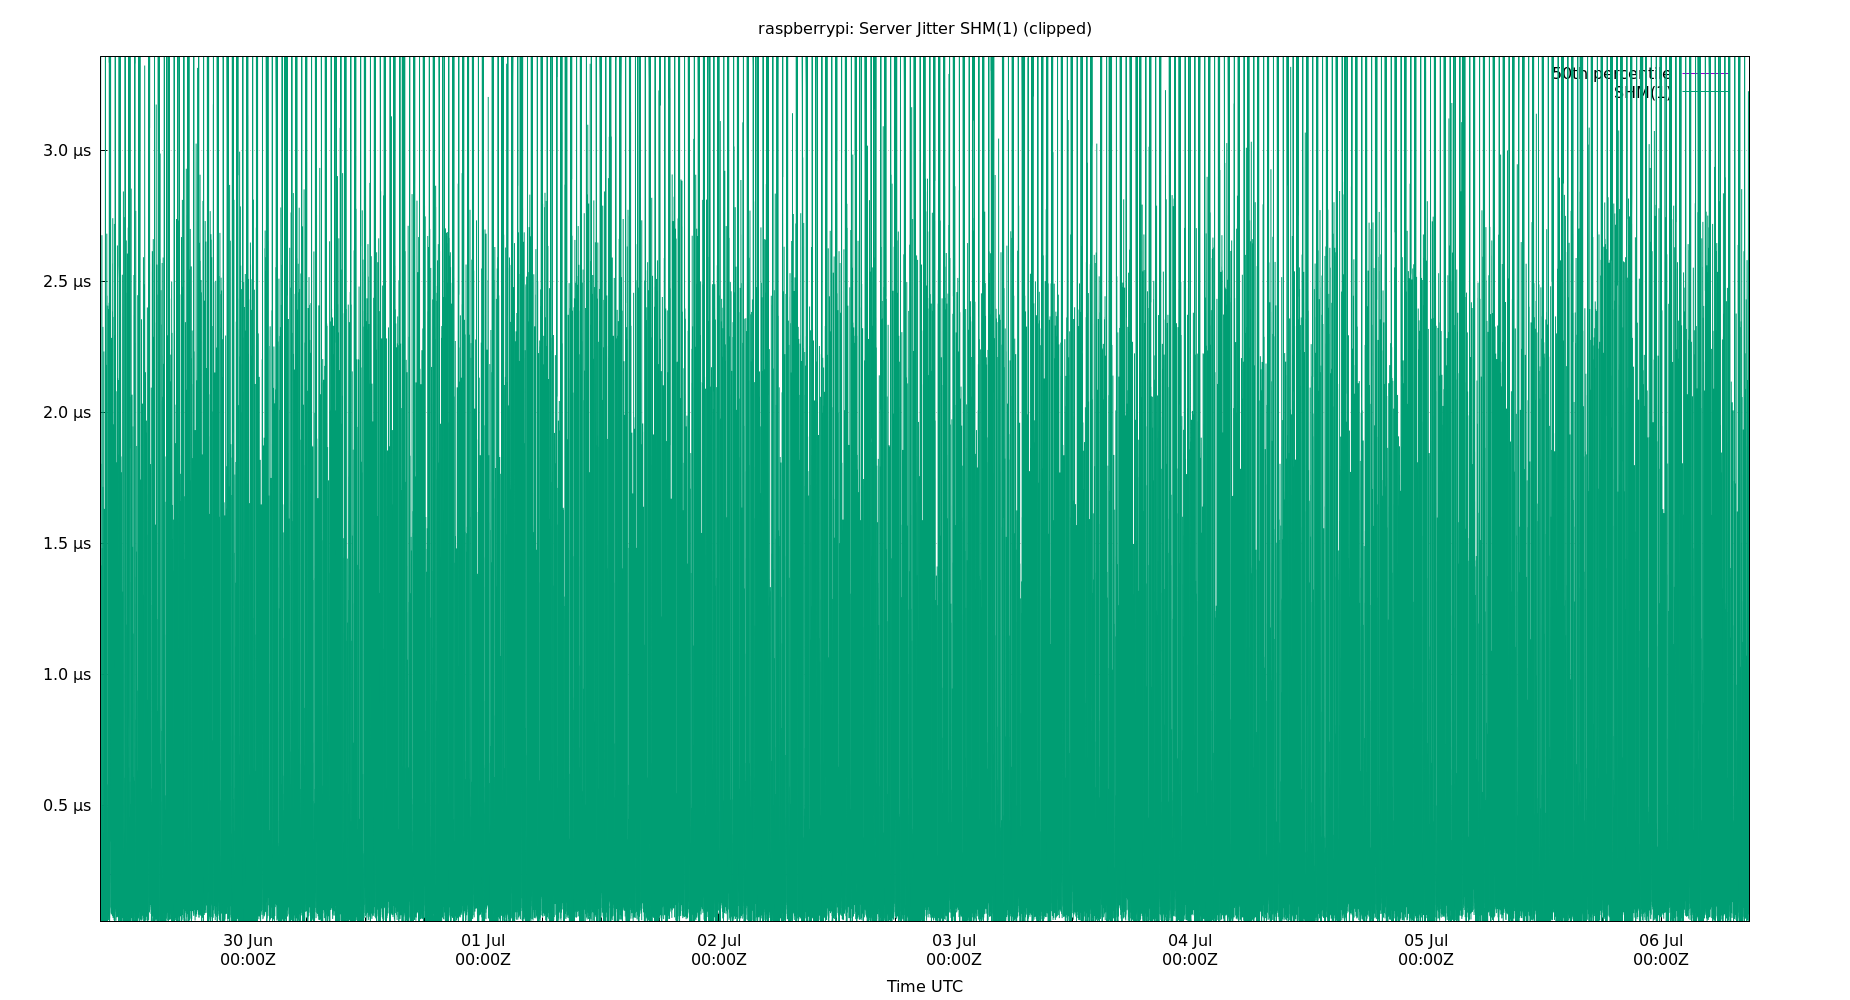 raspberrypi: Server Jitter SHM(1) (clipped)
50th percentile
SHM(1)
3.0 µs
2.5 µs
2.0 µs
1.5 µs
1.0 µs
0.5 µs
30 Jun 01 Jul 02 Jul 03 Jul 04 Jul 05 Jul 06 Jul
00:00Z 00:00Z 00:00Z 00:00Z 00:00Z 00:00Z 00:00Z
Time UTC